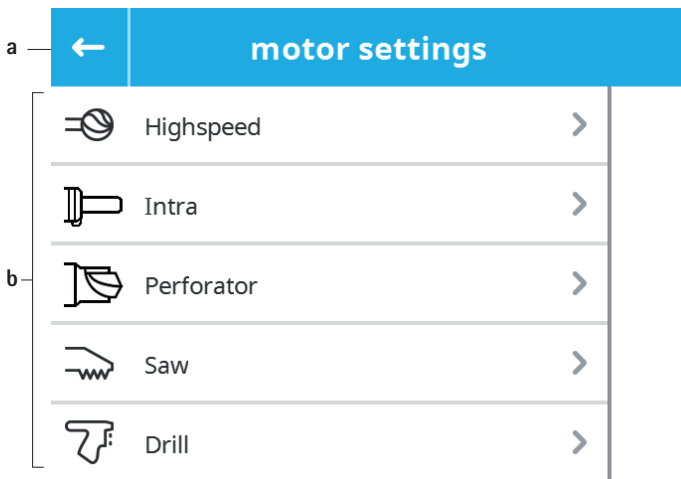 a
motor settings
Highspeed
Intra
b
Perforator
Saw
Drill